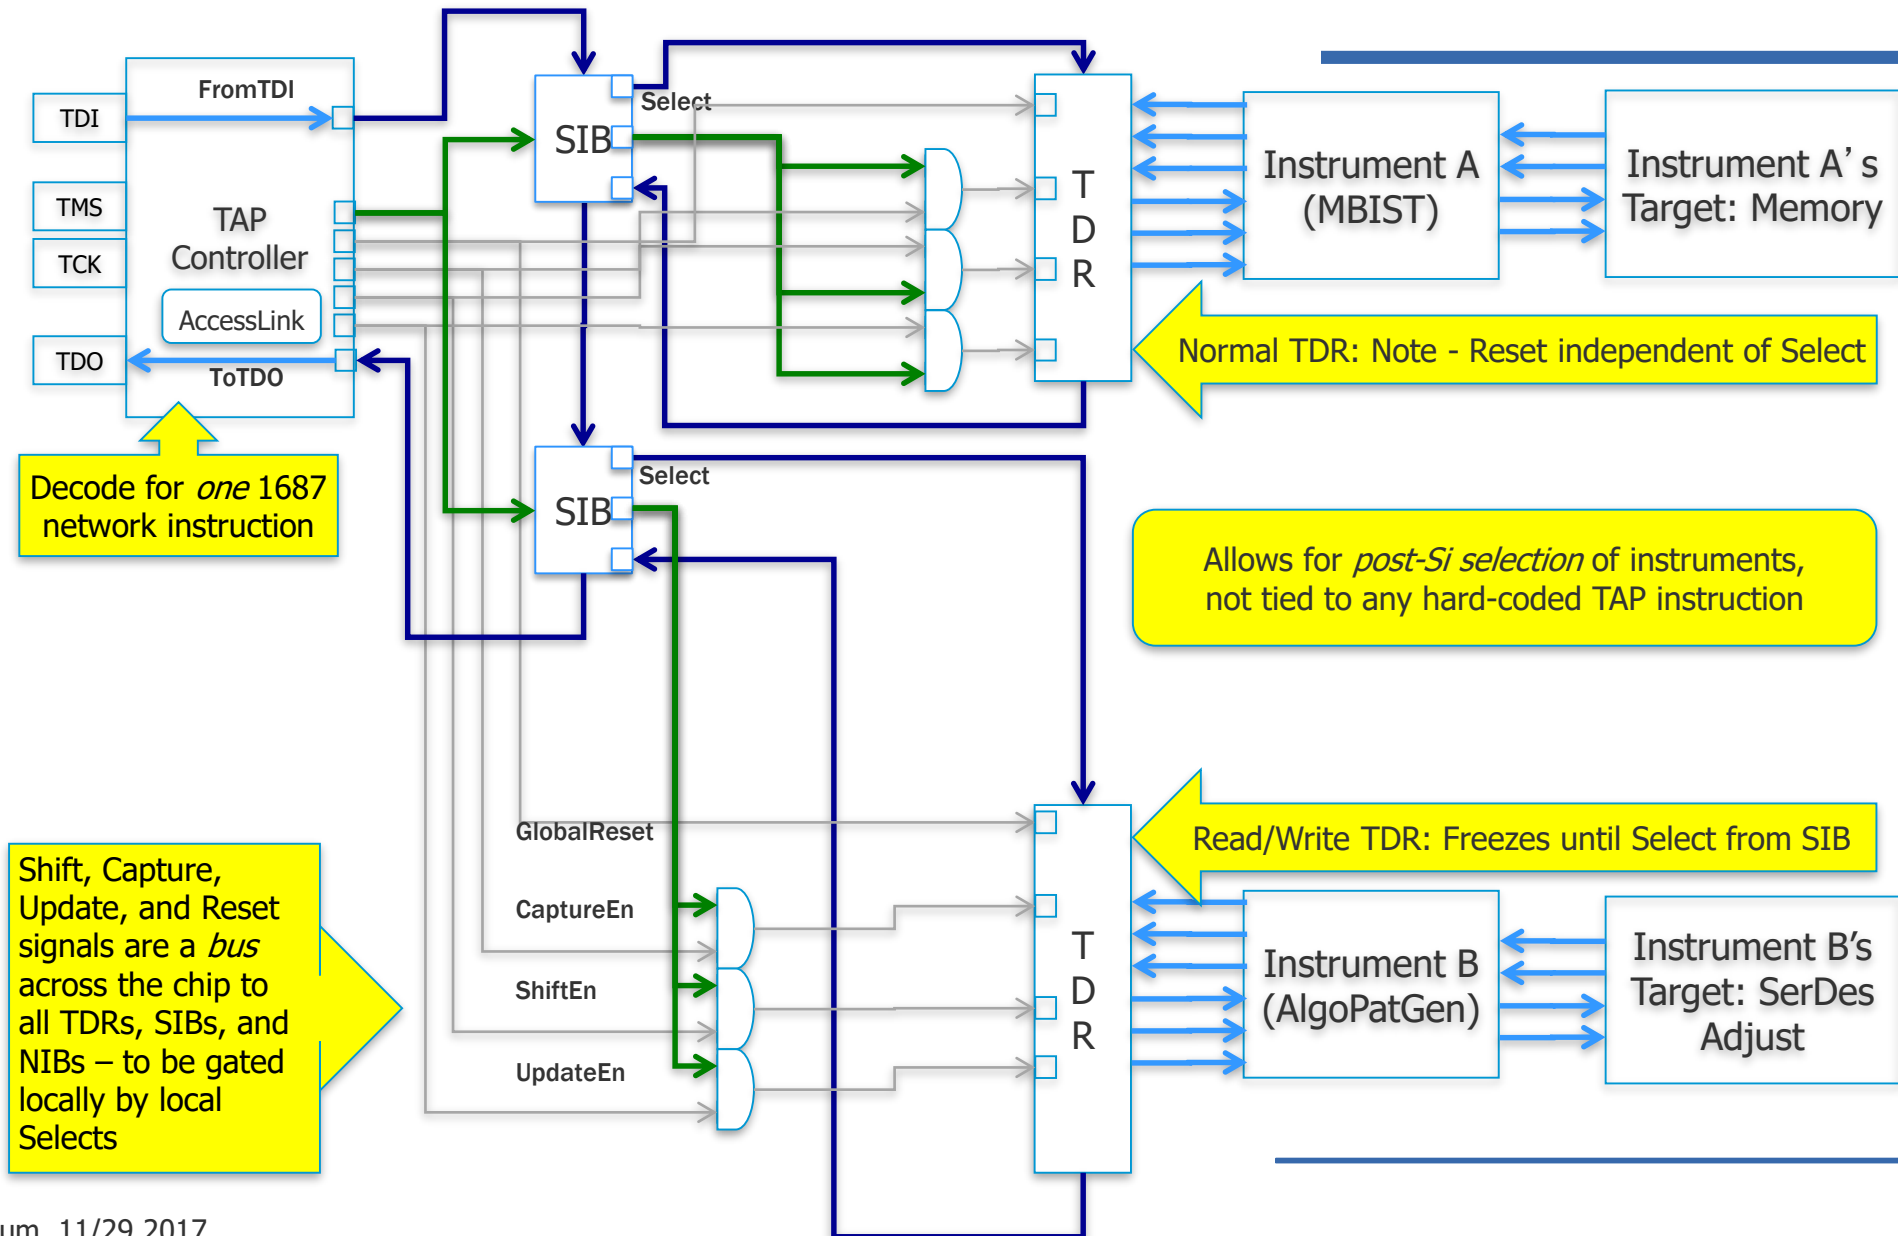 FromTDI
TDI
TMS
TCK
TDO
TAP
Controller
AccessLink
ToTDO
SIB
Select
T
D
R
Instrument A
(MBIST)
Instrument A's
Target: Memory
Normal TDR: Note - Reset independent of Select
Decode for one 1687
network instruction
SIB
Select
Allows for post-Si selection of instruments,
not tied to any hard-coded TAP instruction
GlobalReset
CaptureEn
ShiftEn
UpdateEn
Read/Write TDR: Freezes until Select from SIB
Shift, Capture,
Update, and Reset
signals are a bus
across the chip to
all TDRs, SIBs, and
NIBs – to be gated
locally by local
Selects
T
D
R
Instrument B
(AlgoPatGen)
Instrument B’s
Target: SerDes
Adjust
um 11/29 2017